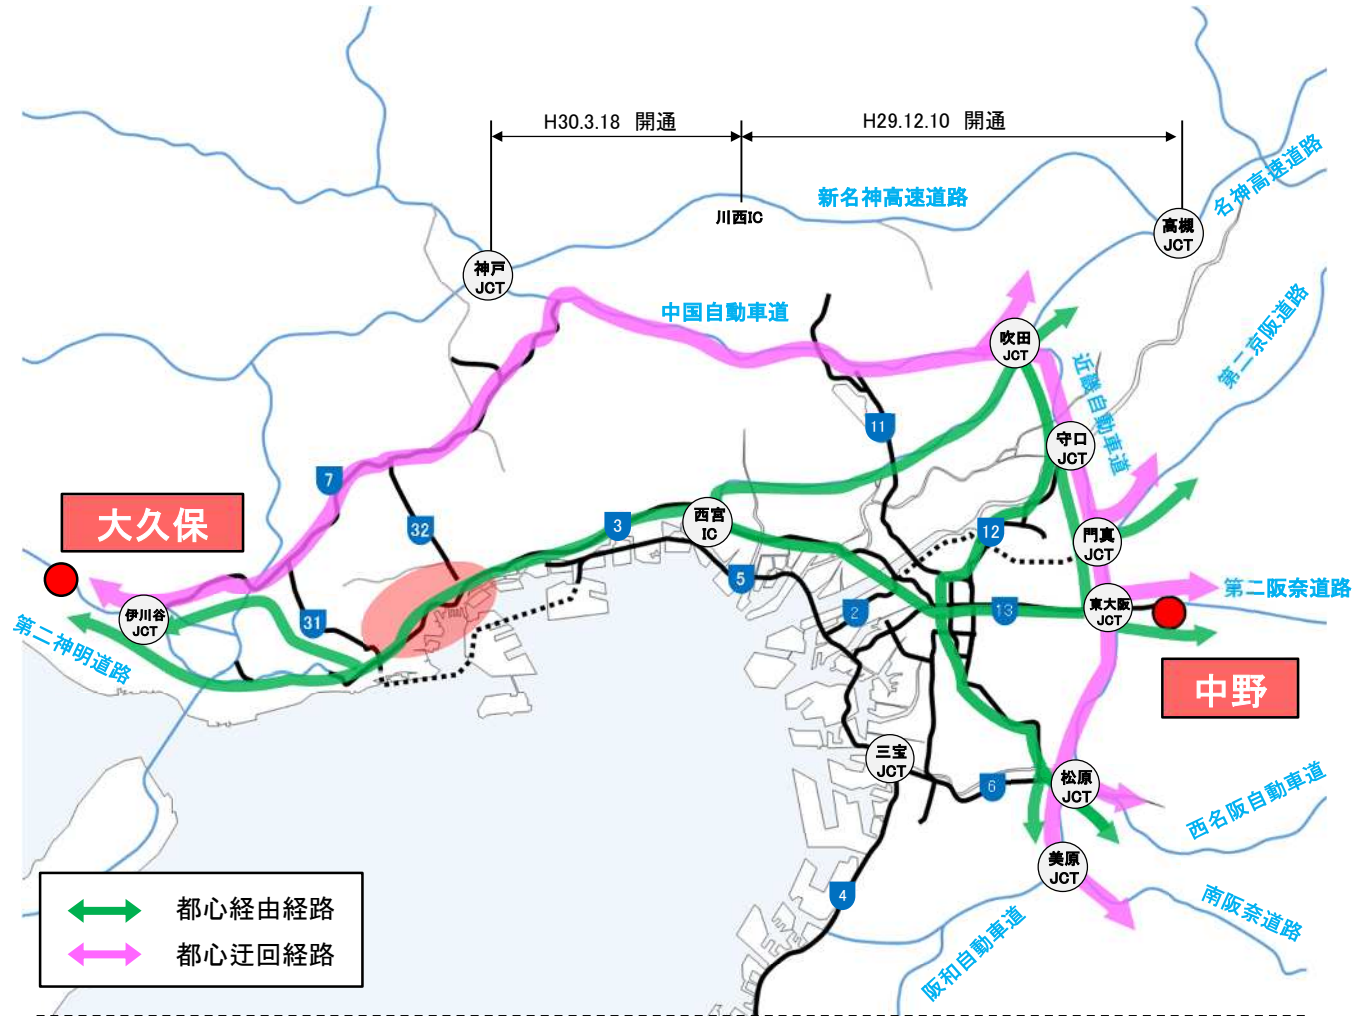 H30.3.18 開通
H29.12.10 開通
新名神高速道路
名神高速道路
川西IC
高槻
JCT
神戸
JCT
中国自動車道
吹田
JCT
近畿自動車道
第二京阪道路
11
守口
JCT
7
大久保
32
3
西宮
IC
12
門真
JCT
5
第二阪奈道路
伊川谷
JCT
31
2
13
東大阪
JCT
第二神明道路
中野
三宝
JCT
6
松原
JCT
西名阪自動車道
美原
JCT
4
南阪奈道路
阪和自動車道
都心経由経路
都心迂回経路